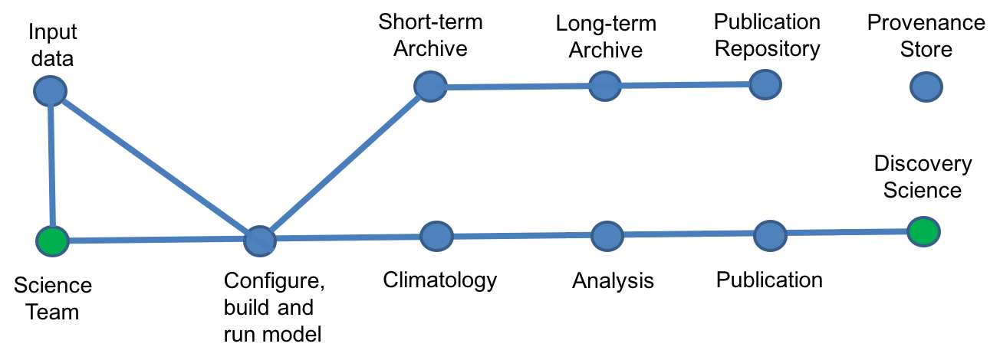 Input
data
Short-term
Archive
Long-term
Archive
Publication
Repository
Provenance
Store
Discovery
Science
Science
Team
Configure,
build and
run model
Climatology
Analysis
Publication